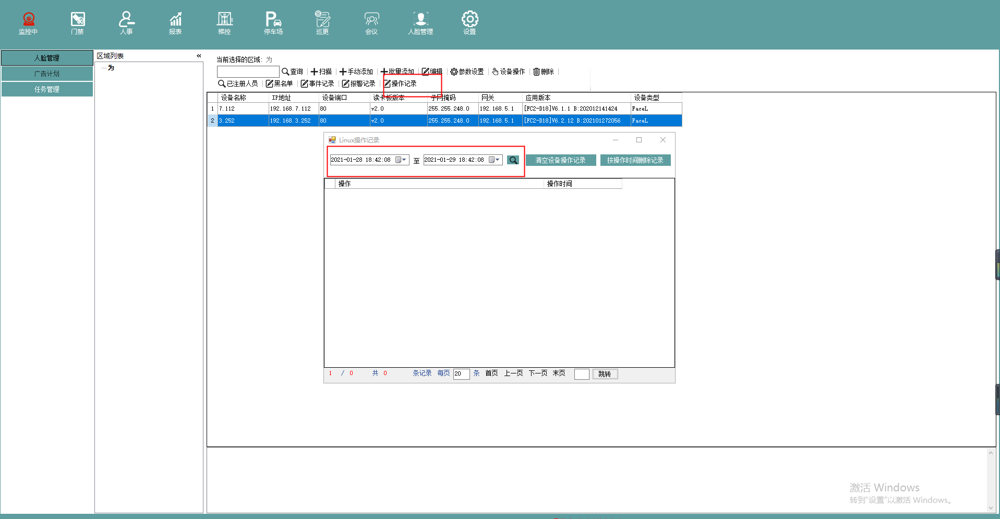 监控中 门禁 人事 报表 梯控 停车场 巡更 会议 人脸管理 设置
人脸管理
广告计划
任务管理
区域列表 «
为
当前选择的区域: 为
查询 扫描 手动添加 批量添加 编辑 参数设置 设备操作 删除
已注册人员 黑名单 事件记录 报警记录 操作记录
设备名称 IP地址 设备端口 读卡板版本 子网掩码 网关 应用版本 设备类型
1 7.112 192.168.7.112 80 v2.0 255.255.248.0 192.168.5.1 [FC2-D18]V6.1.1 B:202012141424 FaceL
2 3.252 192.168.3.252 80 v2.0 255.255.248.0 192.168.5.1 [FC2-D18]V6.2.12 B:202101272056 FaceL
Linux操作记录
2021-01-28 18:42:08 至 2021-01-29 18:42:08 清空设备操作记录 按操作时间删除记录
操作 操作时间
1 / 0 共 0 条记录 每页 20 条 首页 上一页 下一页 末页 跳转
激活 Windows
转到"设置"以激活 Windows。